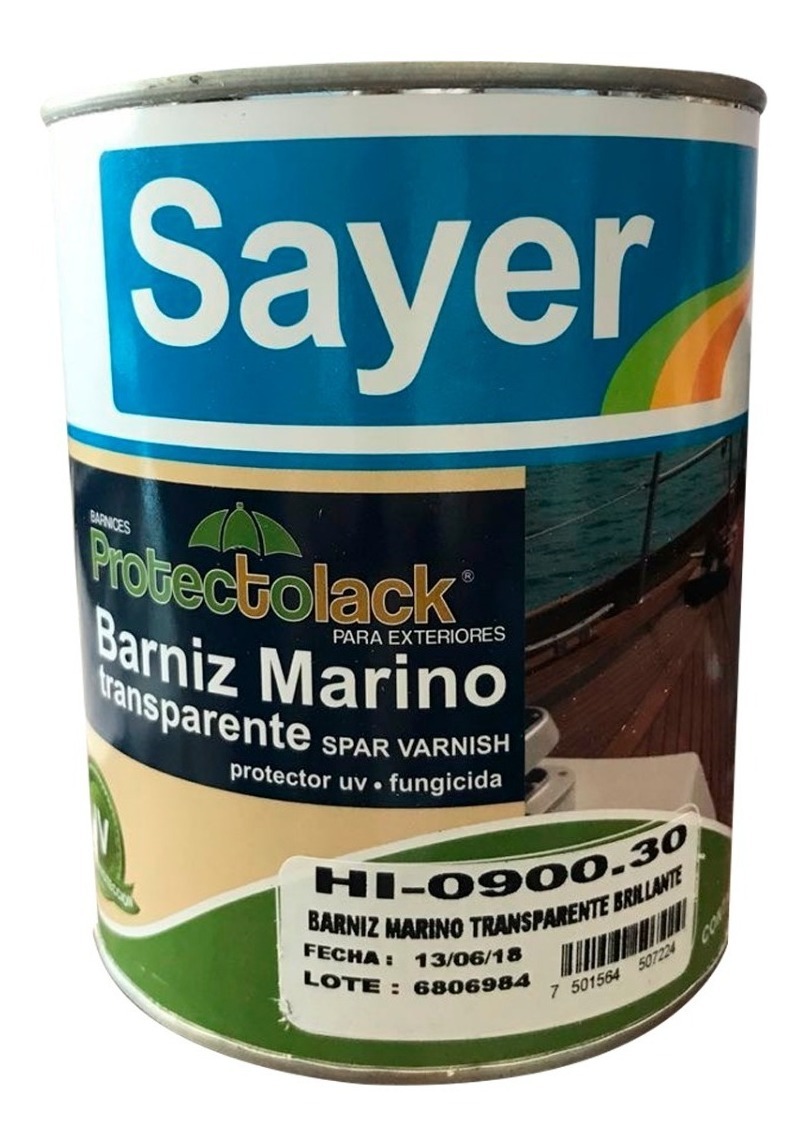 Sayer
BARNICES
Protectolack®
PARA EXTERIORES
Barniz Marino
transparente SPAR VARNISH
protector uv • fungicida
HI-0900.30
BARNIZ MARINO TRANSPARENTE BRILLANTE
FECHA : 13/06/18
LOTE : 6806984
7 501564 507224